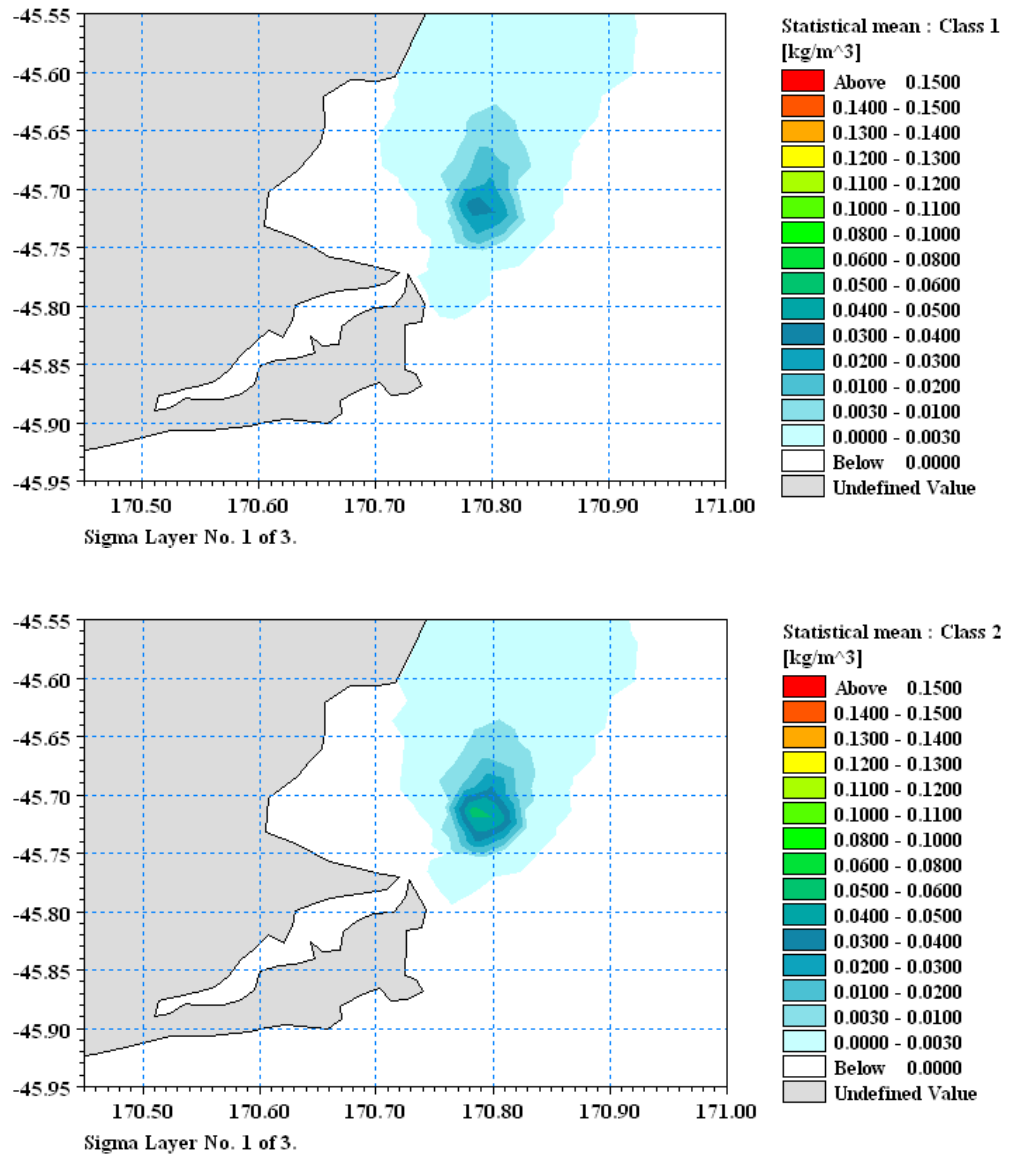 Statistical mean : Class 1
[kg/m^3]
Above 0.1500
0.1400 - 0.1500
0.1300 - 0.1400
0.1200 - 0.1300
0.1100 - 0.1200
0.1000 - 0.1100
0.0800 - 0.1000
0.0600 - 0.0800
0.0500 - 0.0600
0.0400 - 0.0500
0.0300 - 0.0400
0.0200 - 0.0300
0.0100 - 0.0200
0.0030 - 0.0100
0.0000 - 0.0030
Below 0.0000
Undefined Value
-45.55
-45.60
-45.65
-45.70
-45.75
-45.80
-45.85
-45.90
-45.95
170.50 170.60 170.70 170.80 170.90 171.00
Sigma Layer No. 1 of 3.
Statistical mean : Class 2
[kg/m^3]
Above 0.1500
0.1400 - 0.1500
0.1300 - 0.1400
0.1200 - 0.1300
0.1100 - 0.1200
0.1000 - 0.1100
0.0800 - 0.1000
0.0600 - 0.0800
0.0500 - 0.0600
0.0400 - 0.0500
0.0300 - 0.0400
0.0200 - 0.0300
0.0100 - 0.0200
0.0030 - 0.0100
0.0000 - 0.0030
Below 0.0000
Undefined Value
-45.55
-45.60
-45.65
-45.70
-45.75
-45.80
-45.85
-45.90
-45.95
170.50 170.60 170.70 170.80 170.90 171.00
Sigma Layer No. 1 of 3.